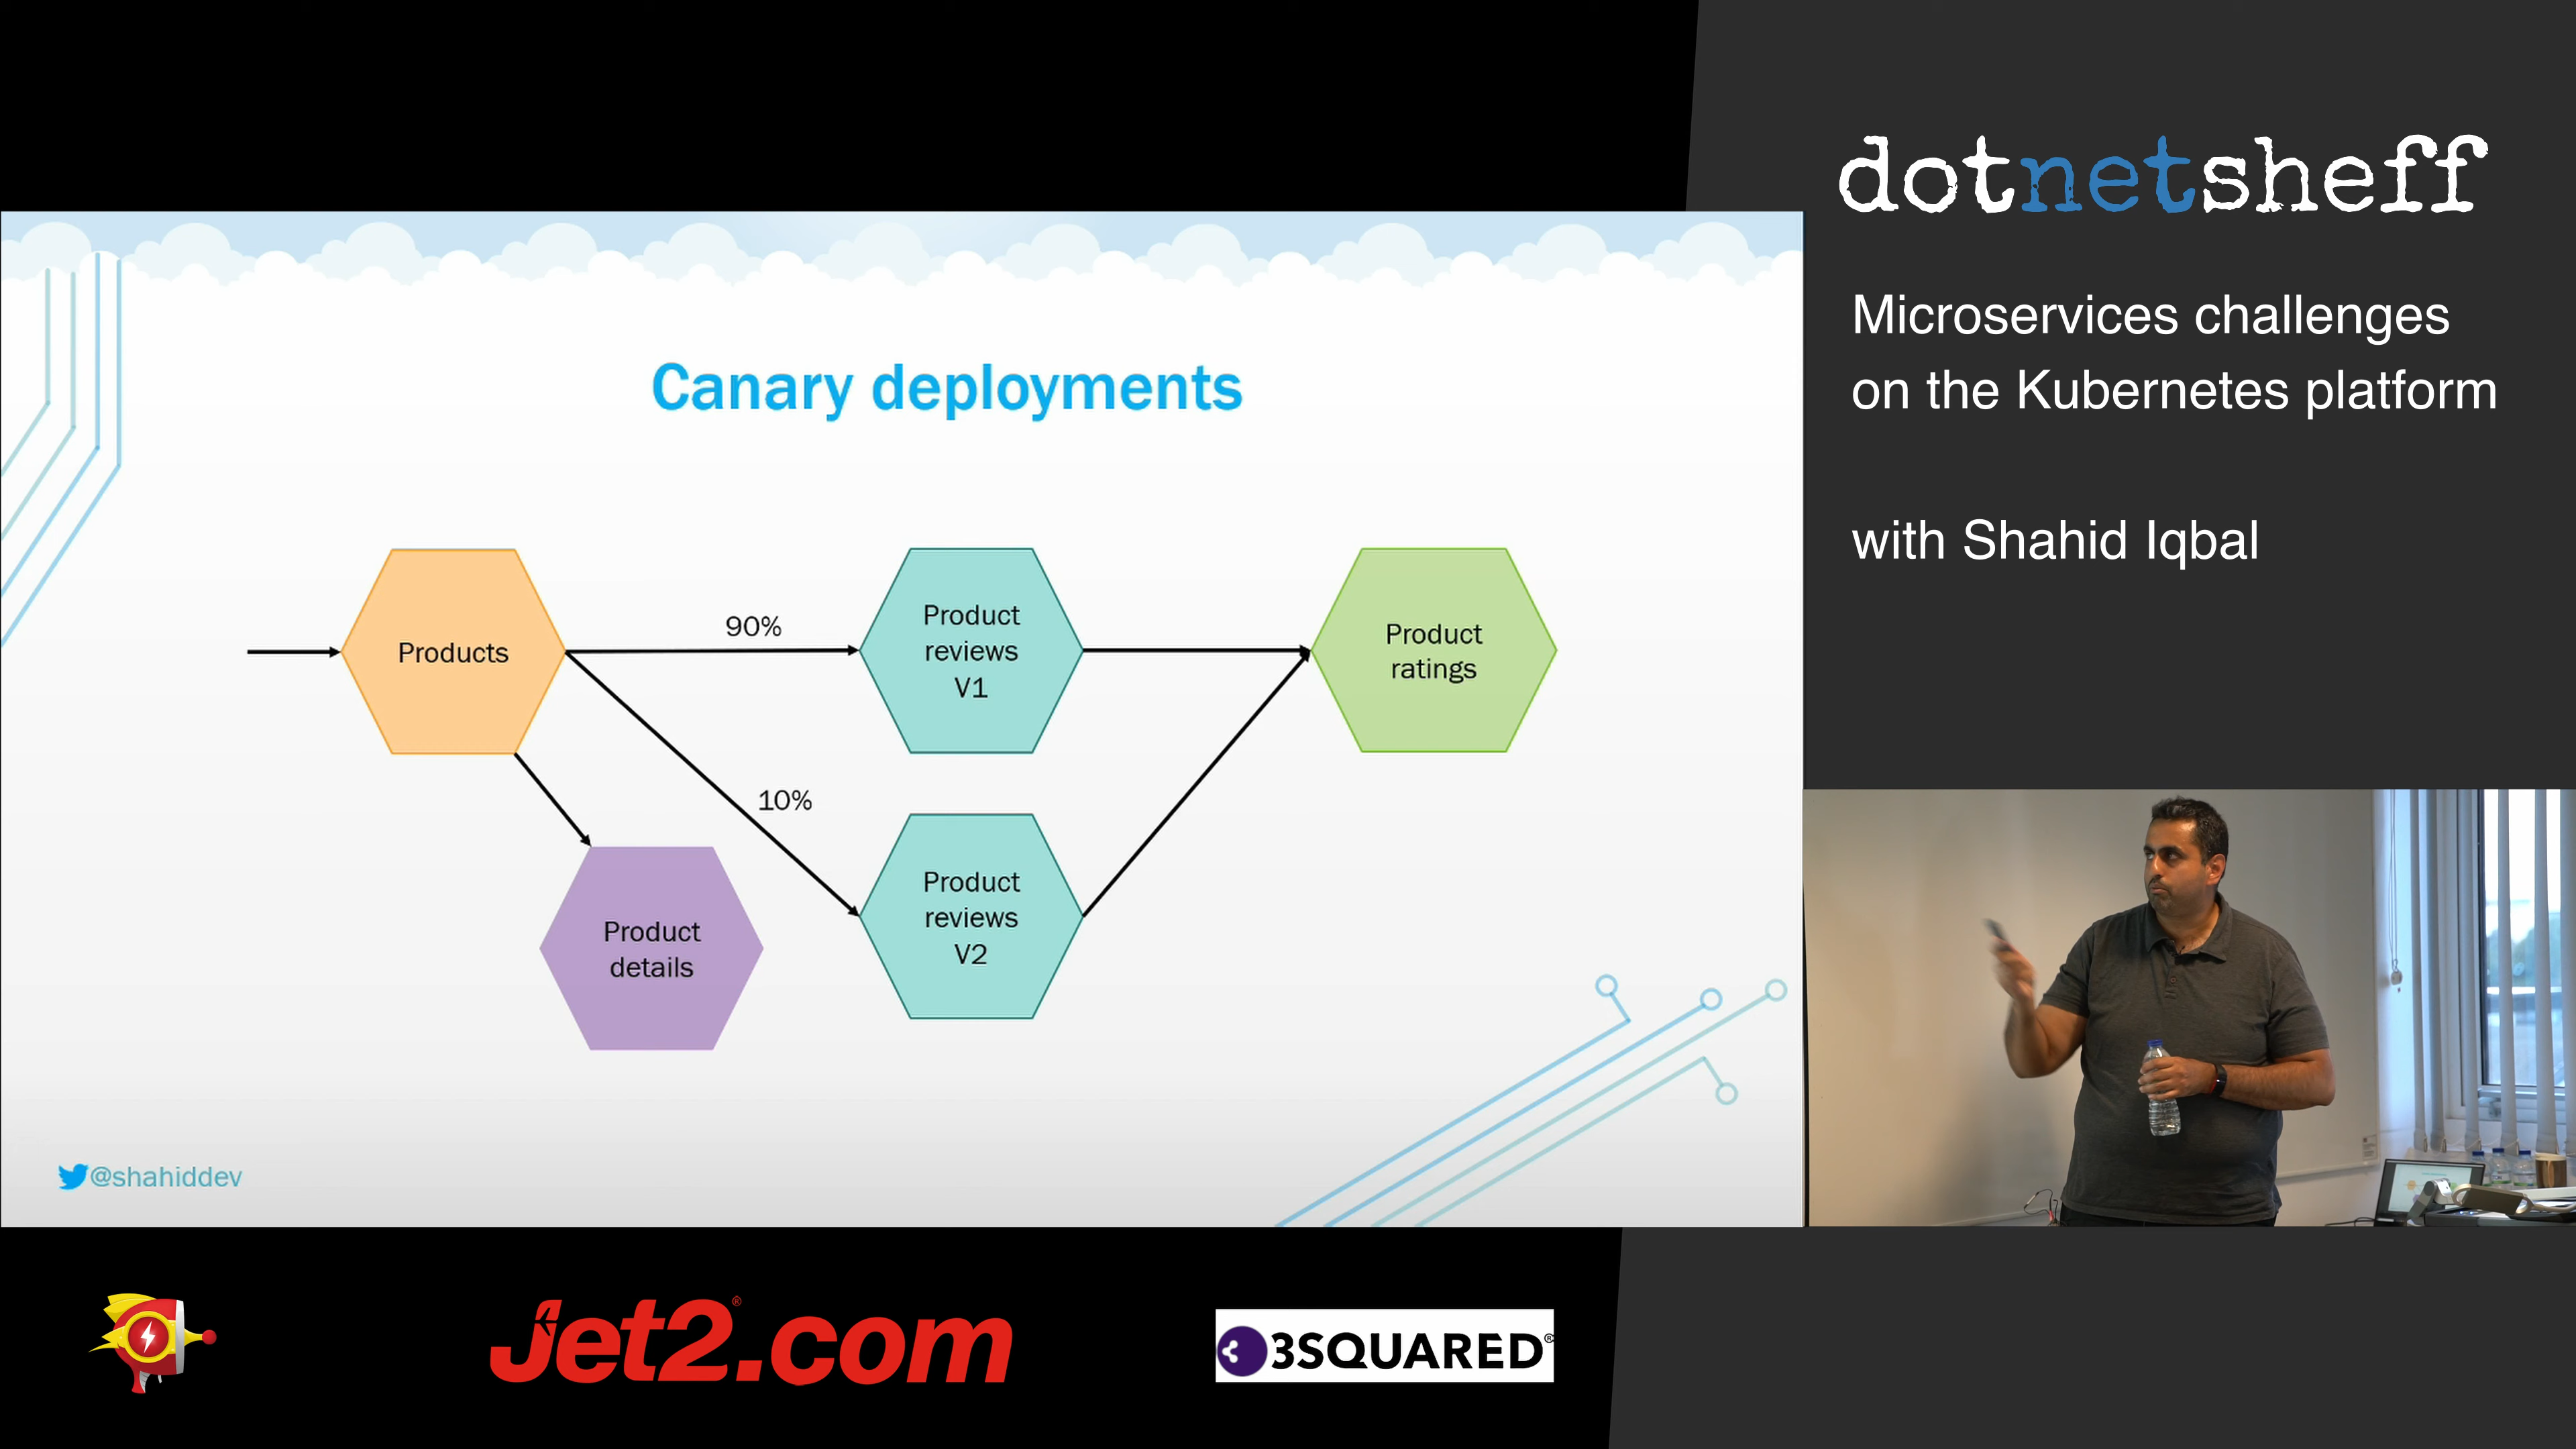 dotnetsheff
Microservices challenges
on the Kubernetes platform
with Shahid Iqbal
Canary deployments
Products
90%
10%
Product
reviews
V1
Product
ratings
Product
details
Product
reviews
V2
@shahiddev
Jet2.com®
3SQUARED®